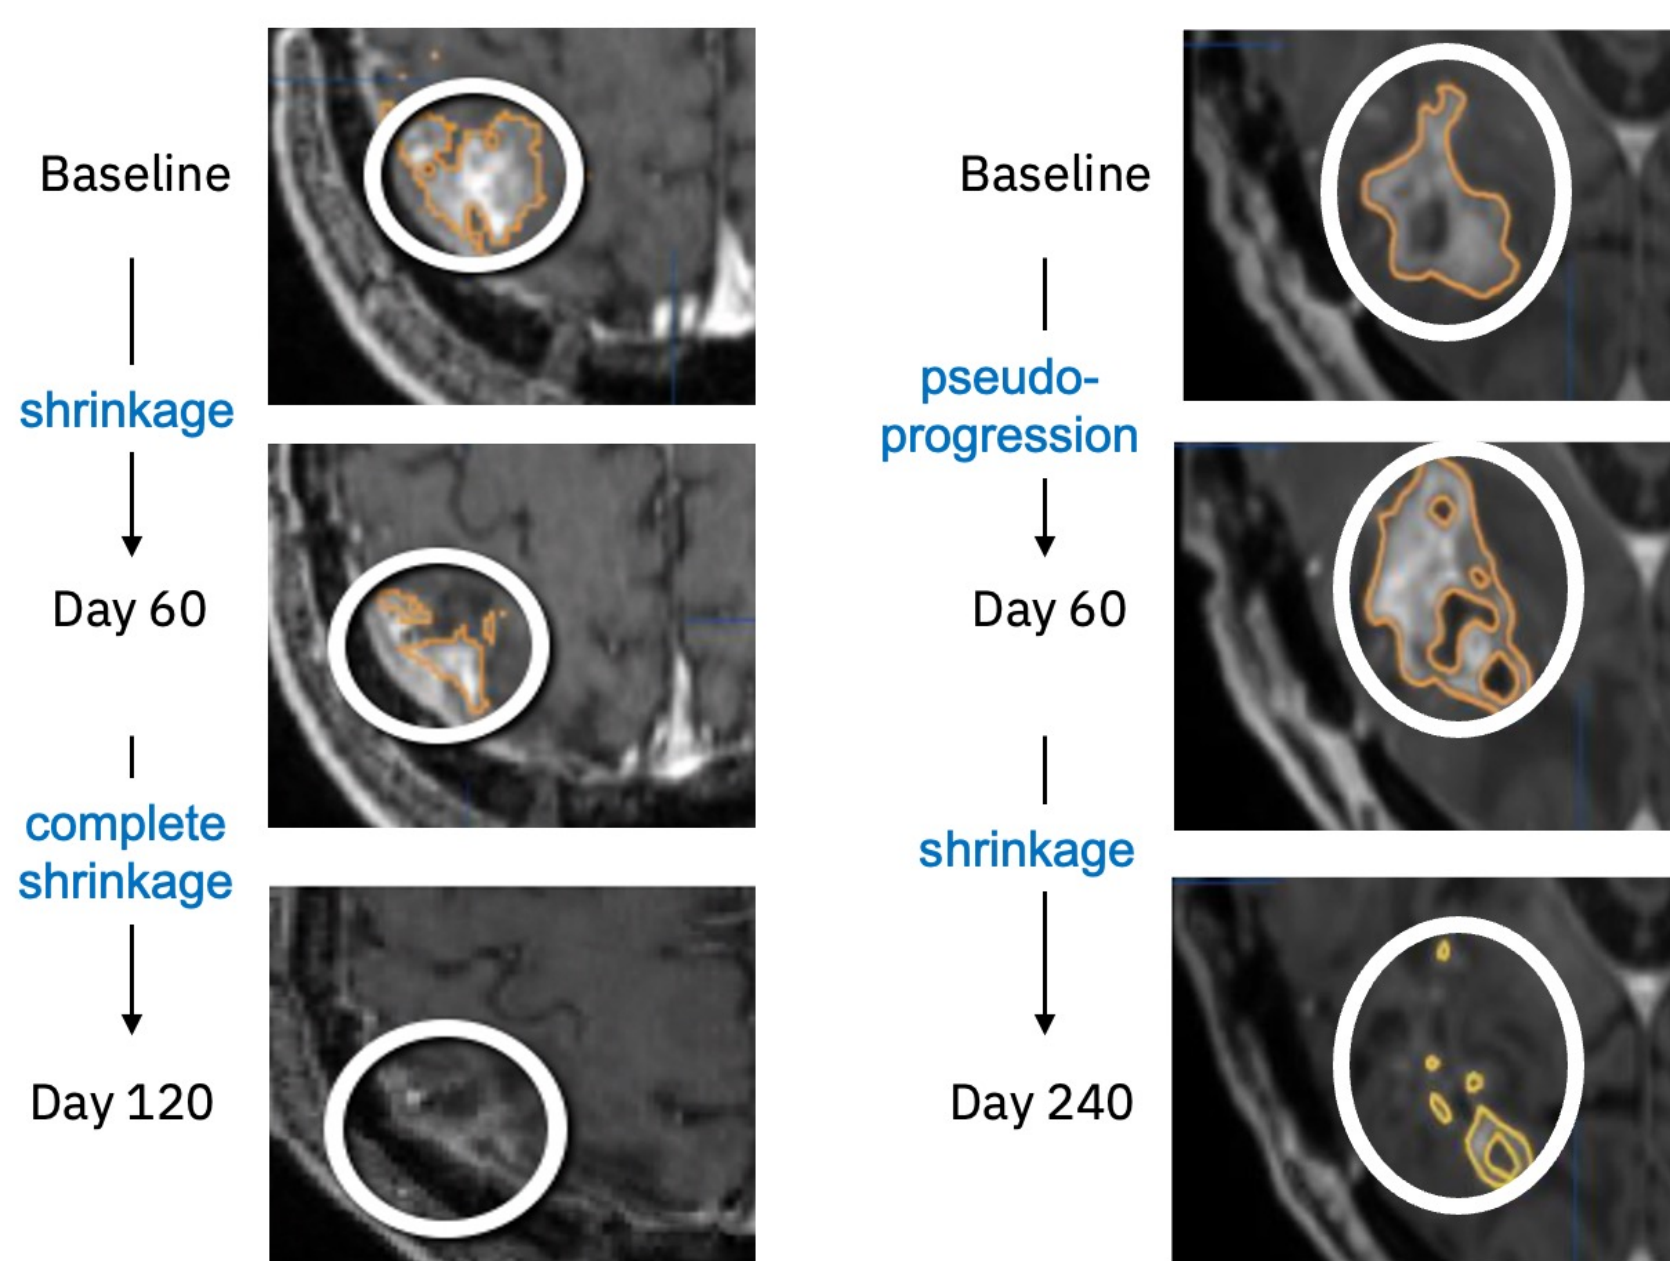 Baseline
shrinkage
Day 60
complete
shrinkage
Day 120
Baseline
pseudo-
progression
Day 60
shrinkage
Day 240